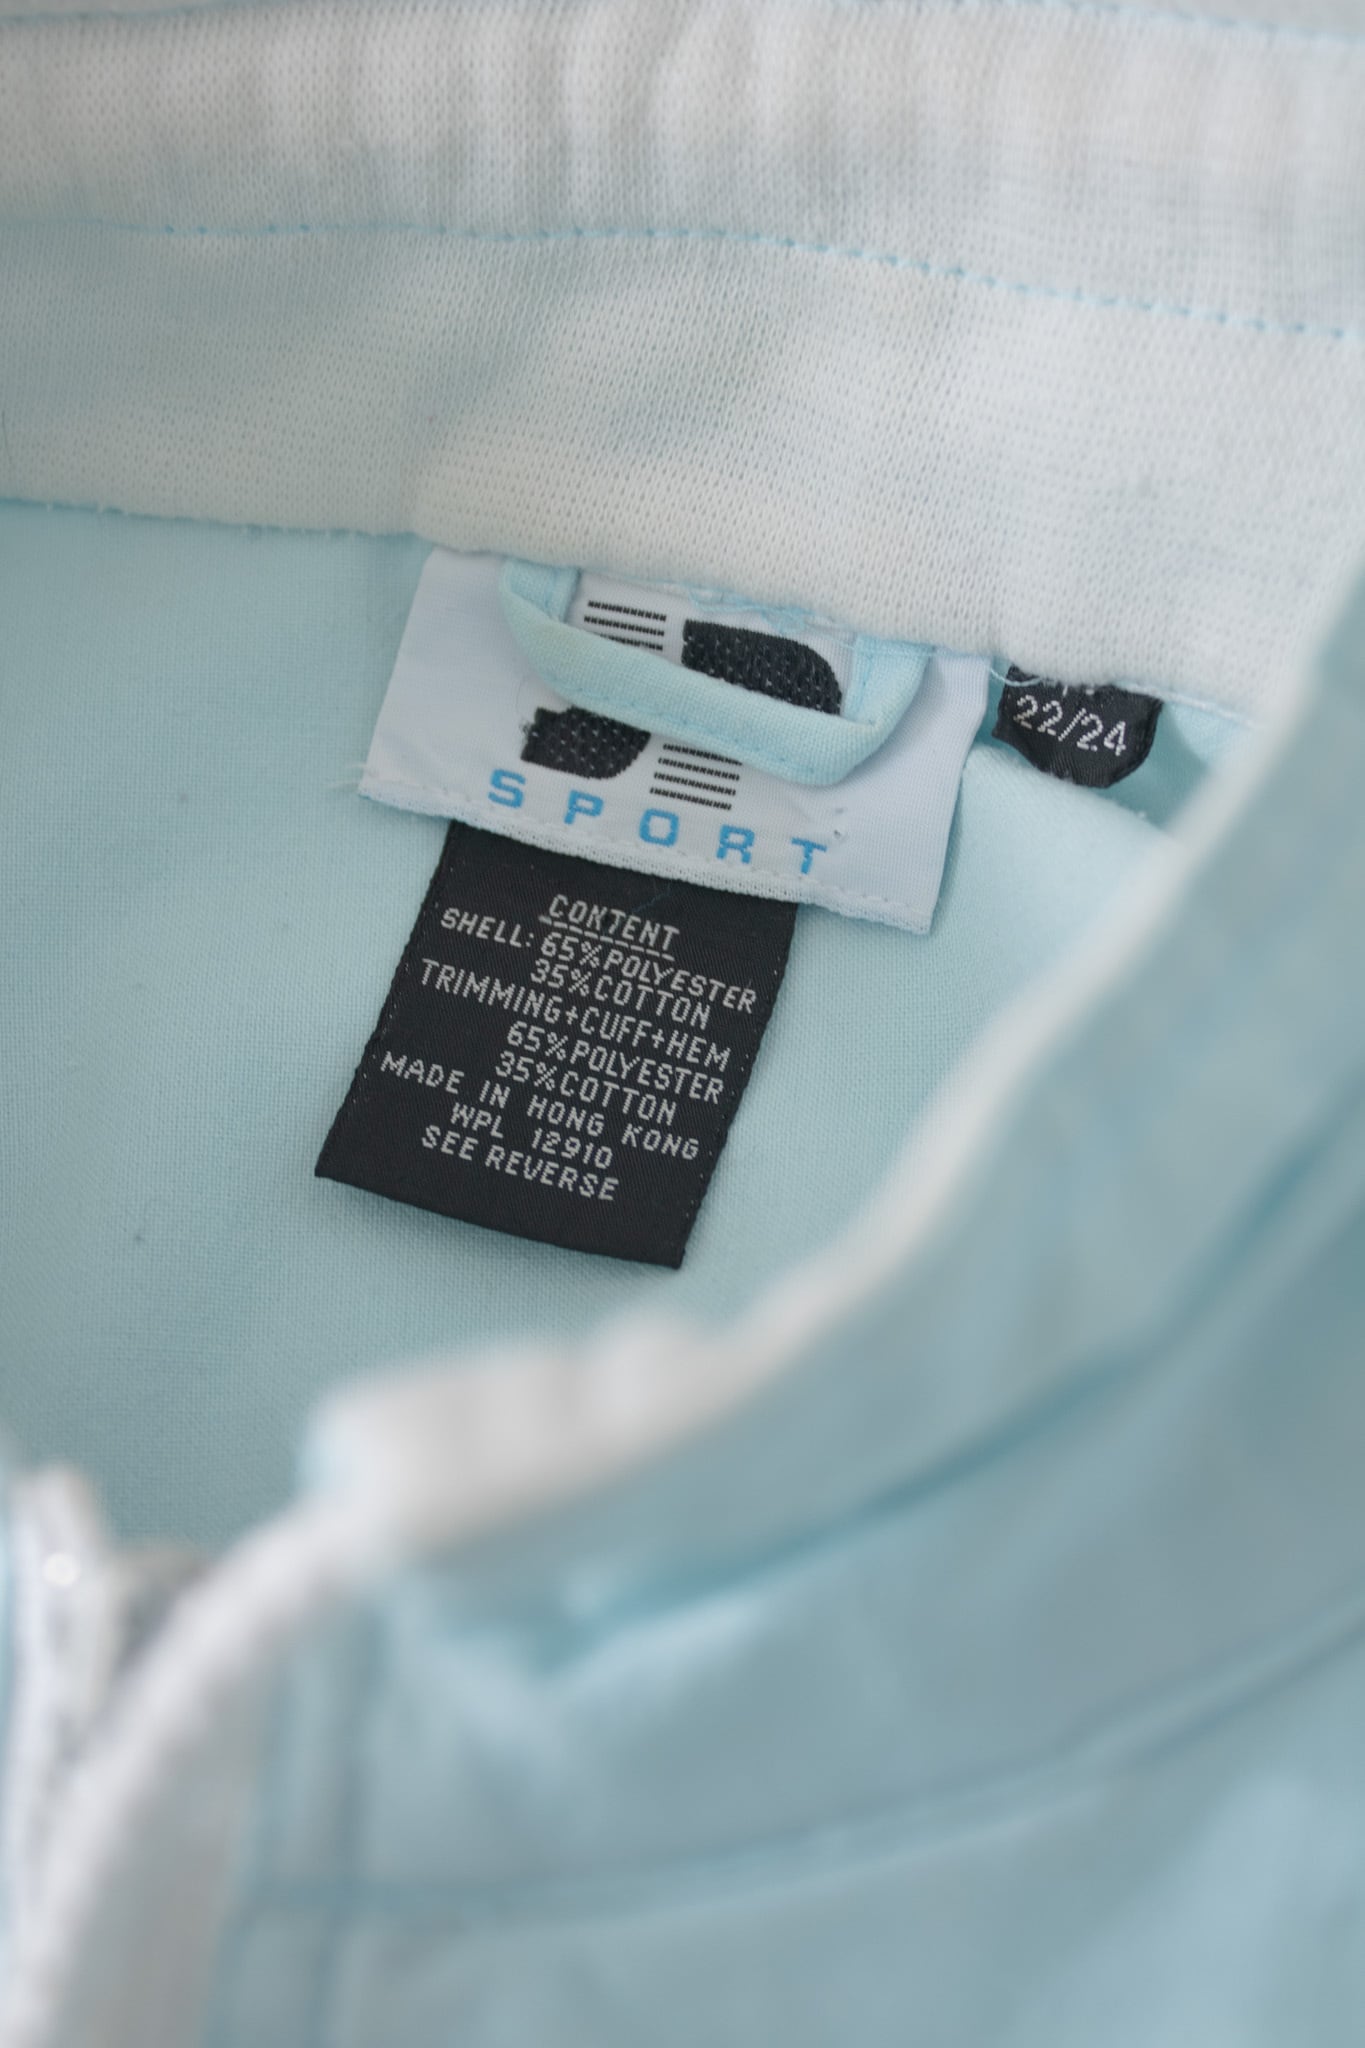 SPORT
22/24
CONTENT
SHELL: 65%POLYESTER
35%COTTON
TRIMMING+CUFF+HEM
65%POLYESTER
35%COTTON
MADE IN HONG KONG
WPL 12910
SEE REVERSE